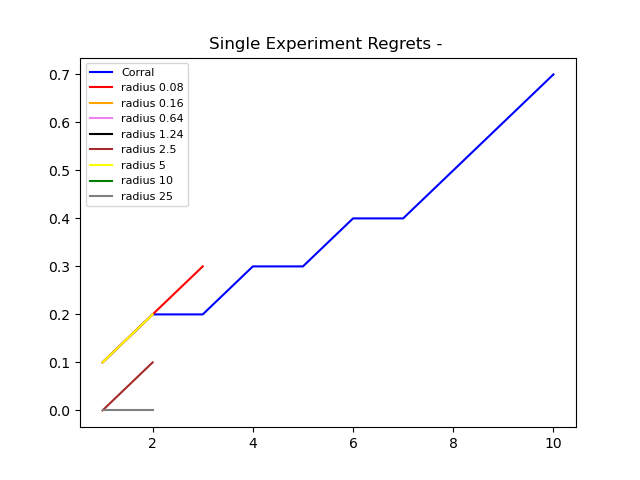 Single Experiment Regrets -
Corral
radius 0.08
radius 0.16
radius 0.64
radius 1.24
radius 2.5
radius 5
radius 10
radius 25
0.7
0.6
0.5
0.4
0.3
0.2
0.1
0.0
2 4 6 8 10